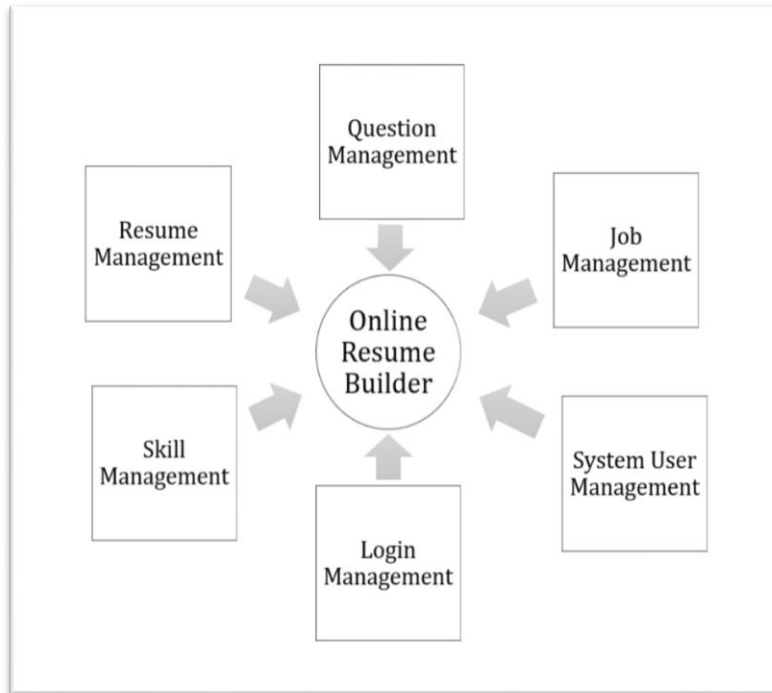 Question
Management
Resume
Management
Job
Management
Online
Resume
Builder
Skill
Management
System User
Management
Login
Management